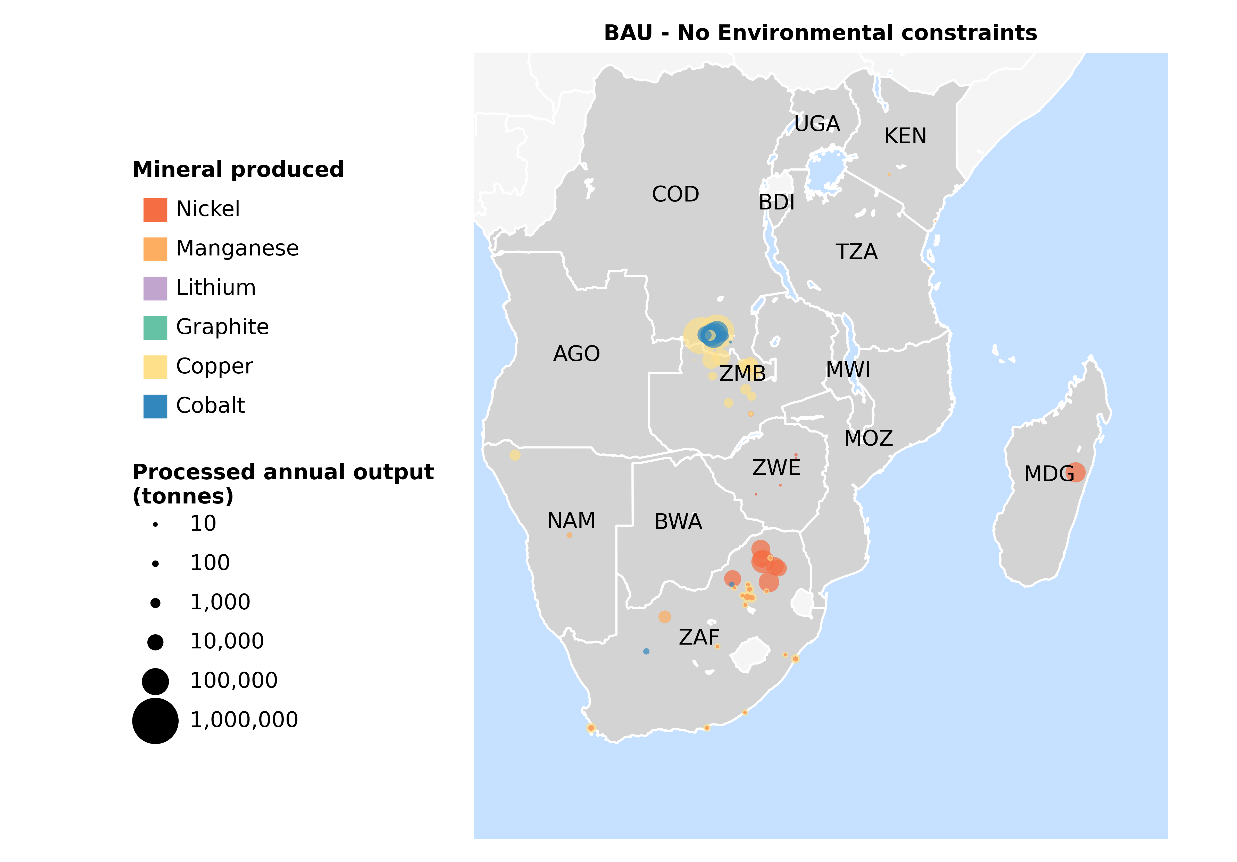 BAU - No Environmental constraints
Mineral produced
Nickel
Manganese
Lithium
Graphite
Copper
Cobalt
Processed annual output
(tonnes)
10
100
1,000
10,000
100,000
1,000,000
UGA
KEN
COD
BDI
TZA
AGO
ZMB
MWI
MOZ
ZWE
MDG
NAM
BWA
ZAF